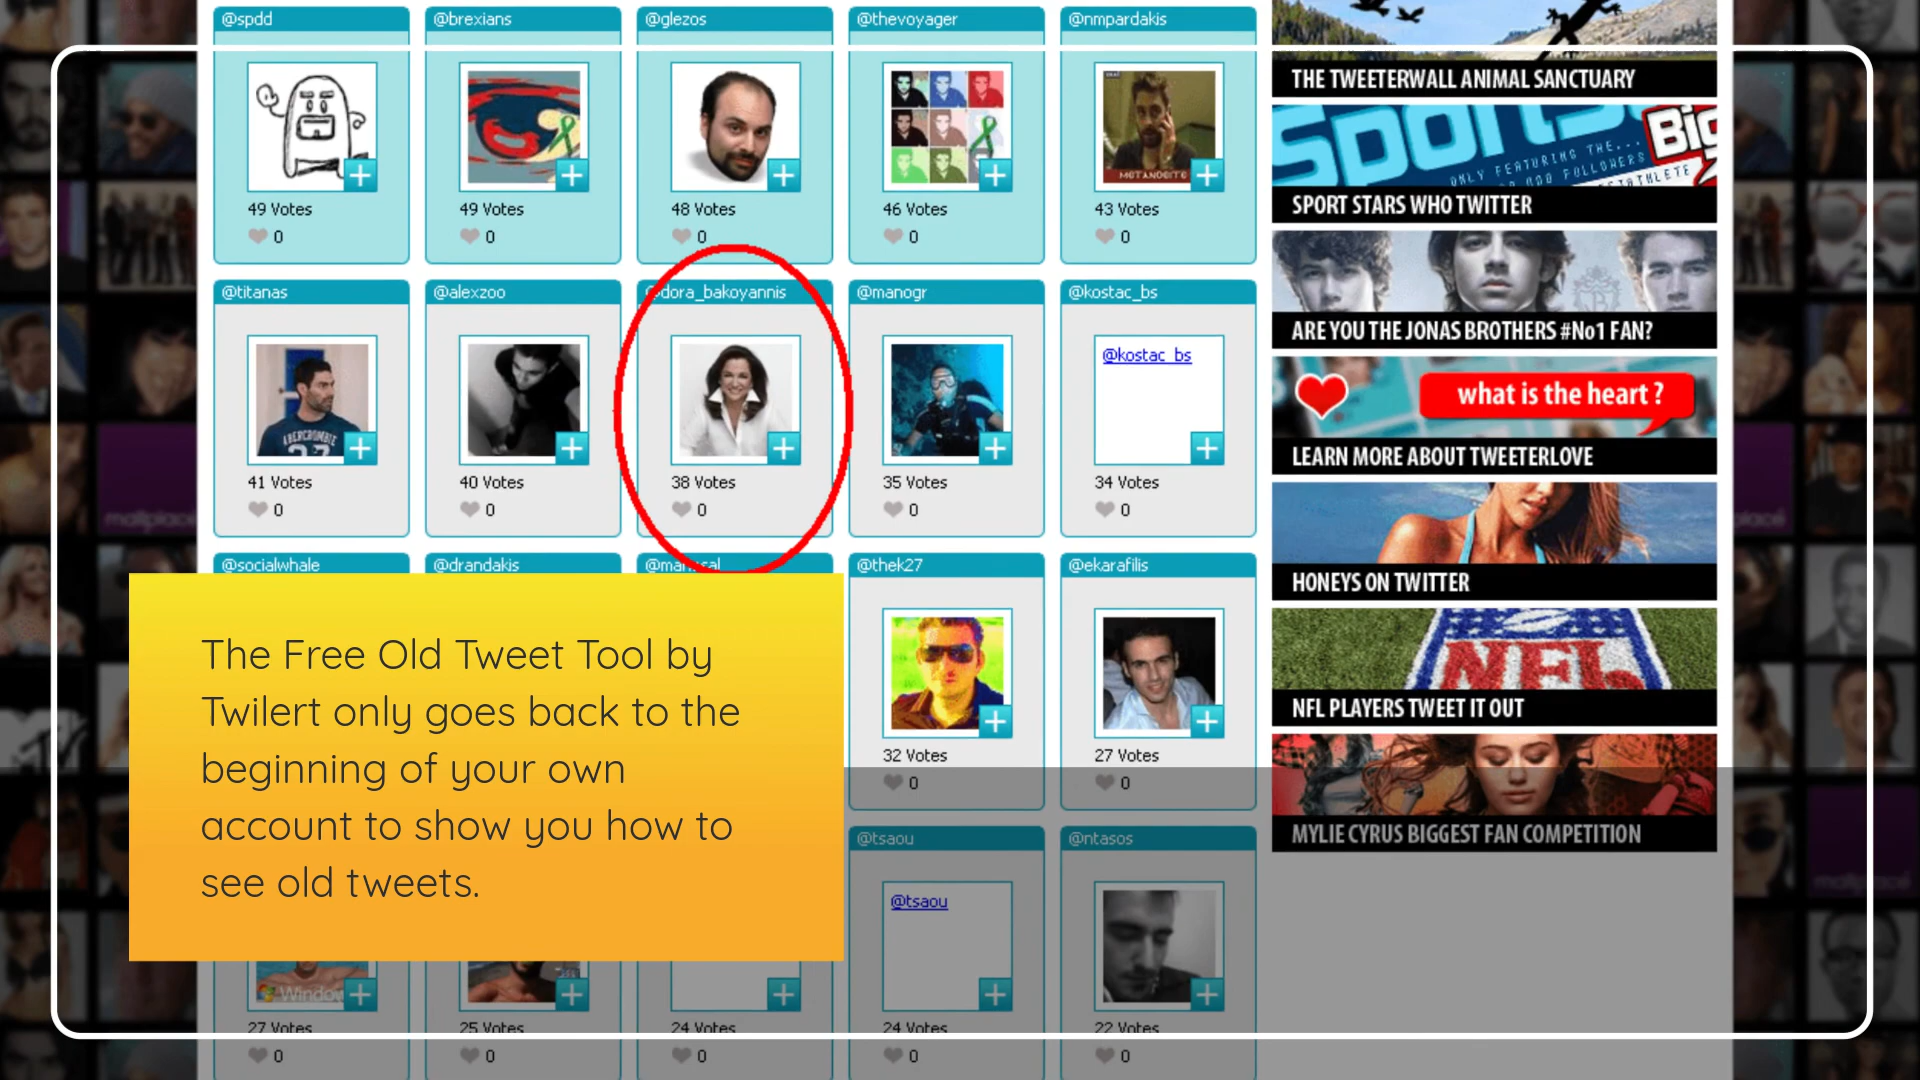 @spdd @brexians @glezos @thevoyager @nmpardakis
49 Votes 49 Votes 48 Votes 46 Votes 43 Votes
0 0 0 0 0
@titanas @alexzoo @dora_bakoyannis @manogr @kostac_bs
@kostac_bs
ABERCROMBIE
41 Votes 40 Votes 38 Votes 35 Votes 34 Votes
0 0 0 0 0
@socialwhale @drandakis @thek27 @ekarafilis
32 Votes 27 Votes
0 0
@tsaou @ntasos
@tsaou
27 Votes 25 Votes 24 Votes 24 Votes 22 Votes
0 0 0 0 0
The Free Old Tweet Tool by
Twilert only goes back to the
beginning of your own
account to show you how to
see old tweets.
THE TWEETERWALL ANIMAL SANCTUARY
ONLY FEATURING THE...
FOLLOWERS
SPORT STARS WHO TWITTER
ARE YOU THE JONAS BROTHERS #No1 FAN?
what is the heart ?
LEARN MORE ABOUT TWEETERLOVE
HONEYS ON TWITTER
NFL
NFL PLAYERS TWEET IT OUT
MYLIE CYRUS BIGGEST FAN COMPETITION